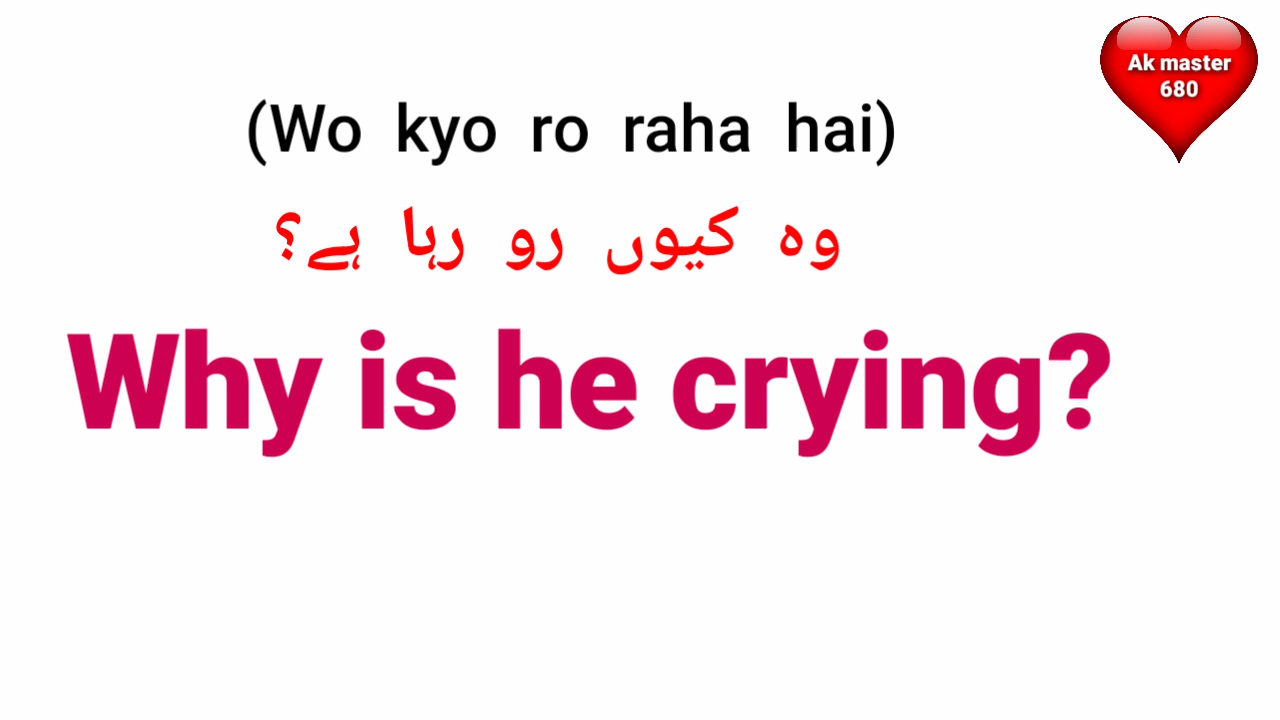 Ak master
680
(Wo kyo ro raha hai)
وہ کیوں رو رہا ہے؟
Why is he crying?